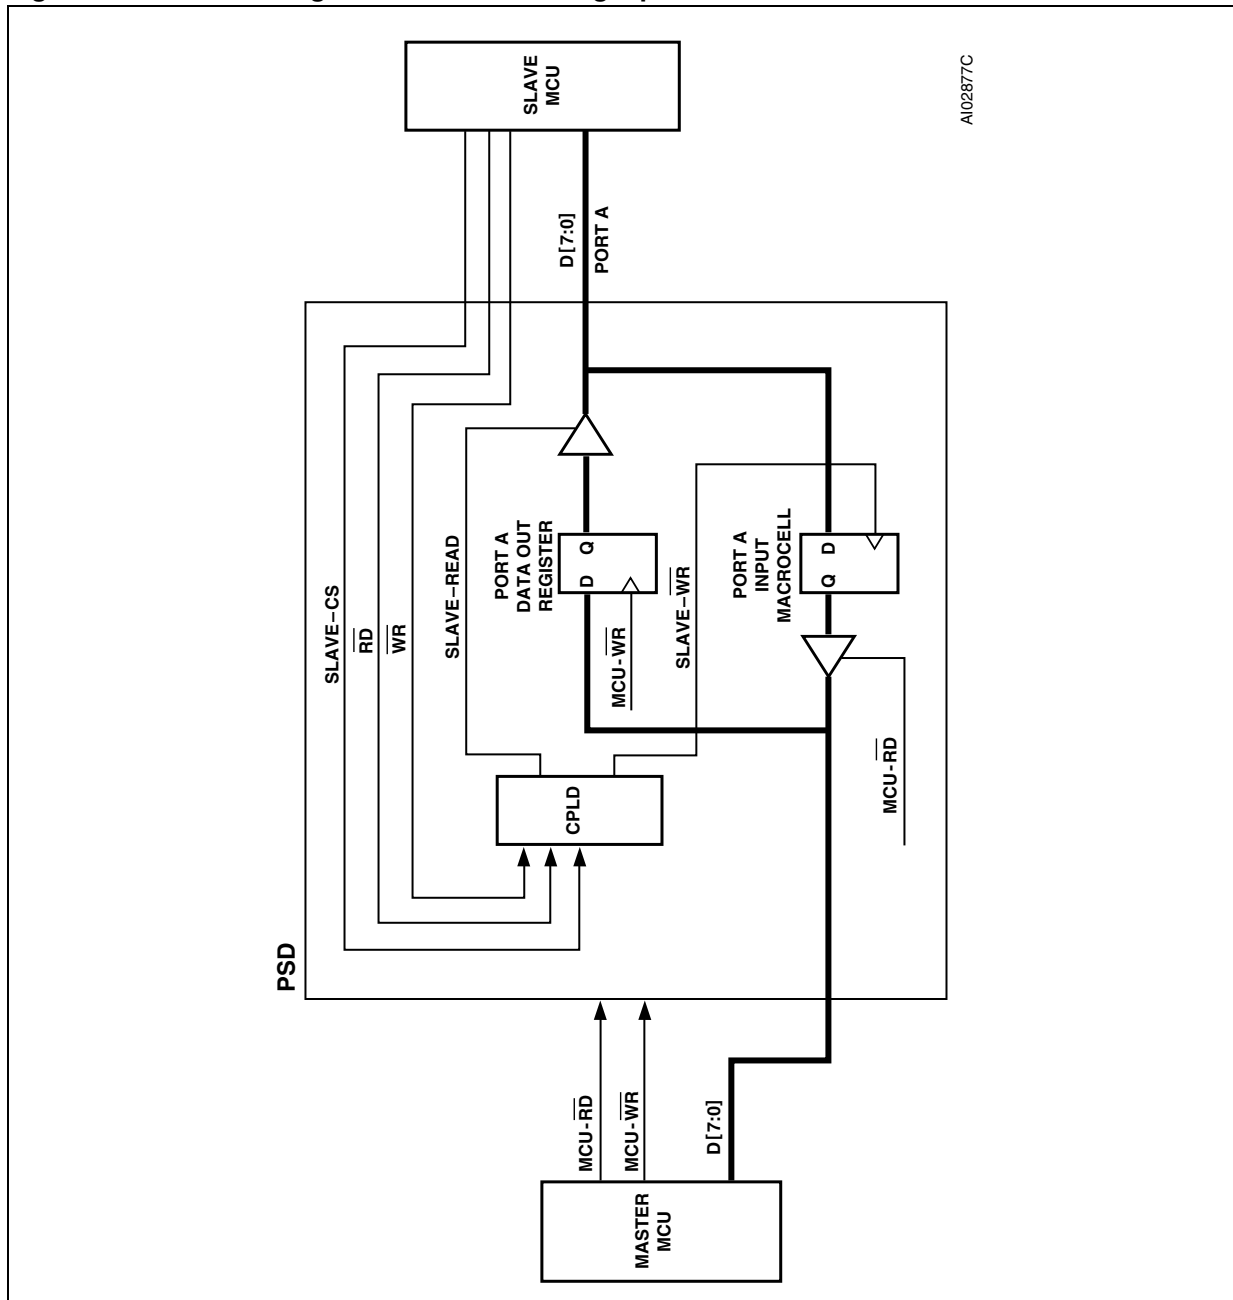 SLAVE
MCU
AI02877C
D[7:0]
PORT A
SLAVE–CS
RD
WR
SLAVE–READ
PORT A
DATA OUT
REGISTER
D Q
MCU-WR
SLAVE–WR
PORT A
INPUT
MACROCELL
Q D
MCU-RD
CPLD
PSD
MCU-RD
MCU-WR
D[7:0]
MASTER
MCU